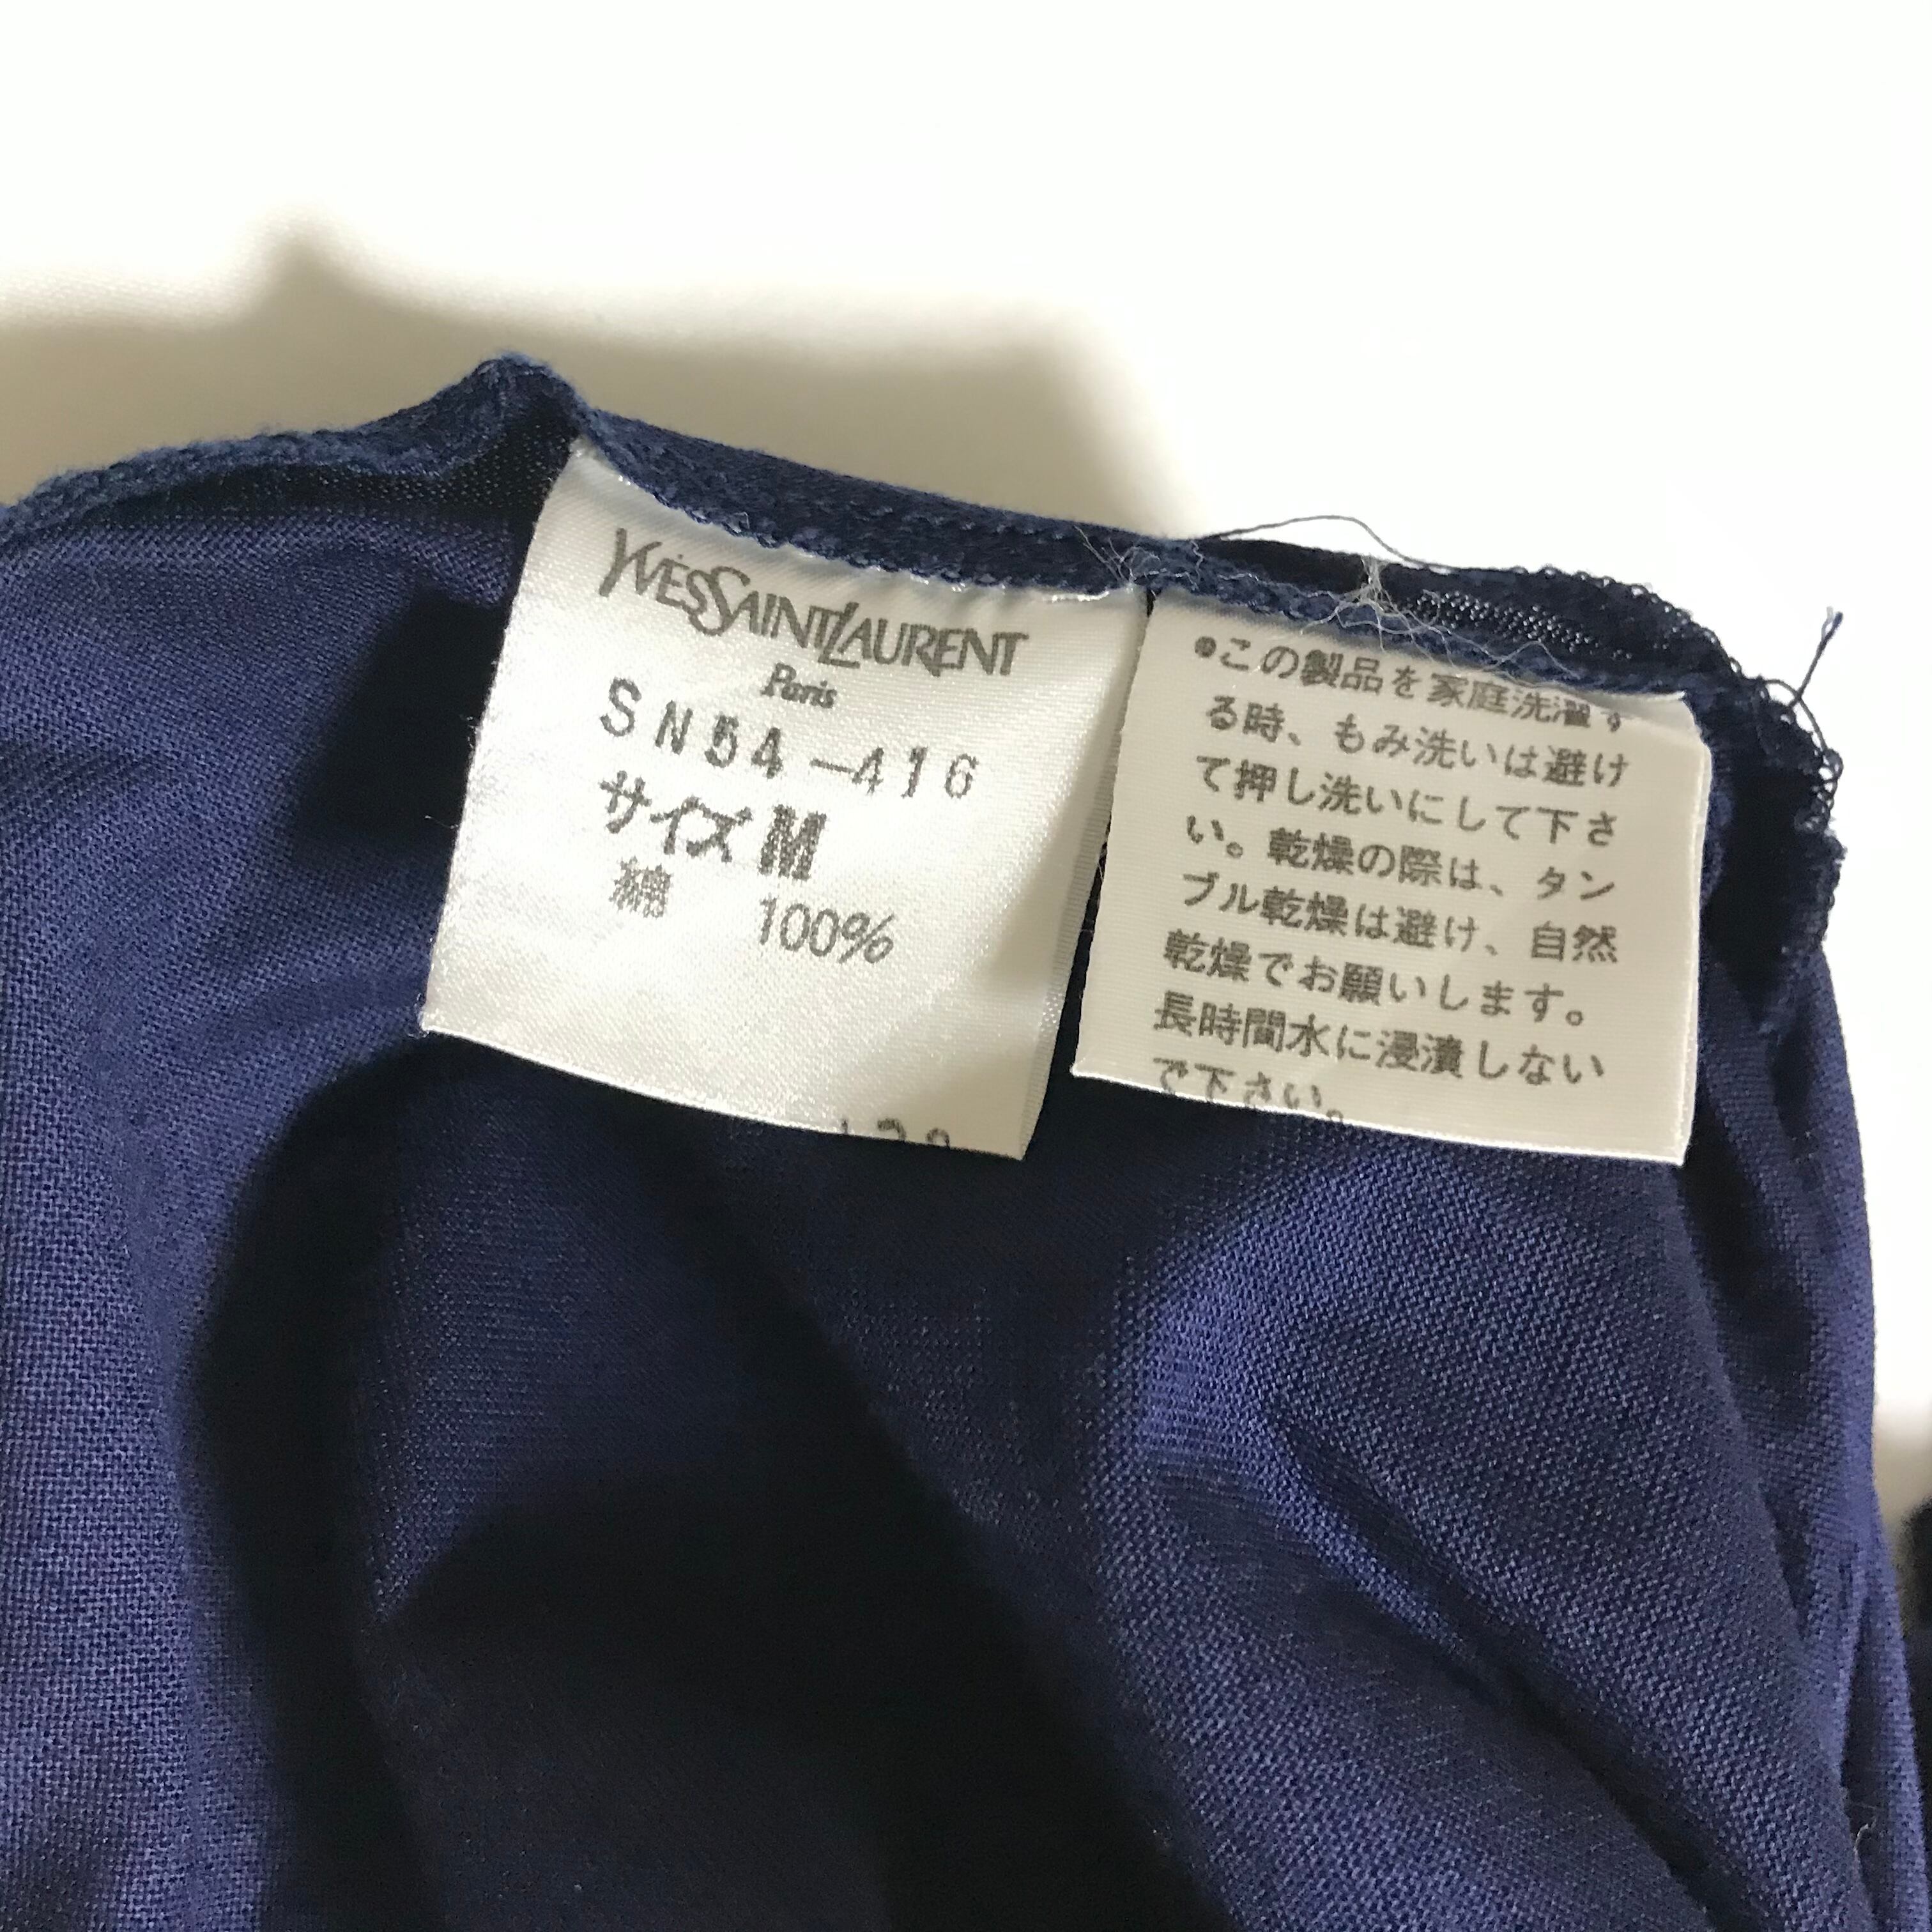 YVESSAINTLAURENT
Paris
SN54-416
サイズ M
綿 100%
●この製品を家庭洗濯す
る時、もみ洗いは避け
て押し洗いにして下さ
い。乾燥の際は、タン
ブル乾燥は避け、自然
乾燥でお願いします。
長時間水に浸漬しない
で下さい。